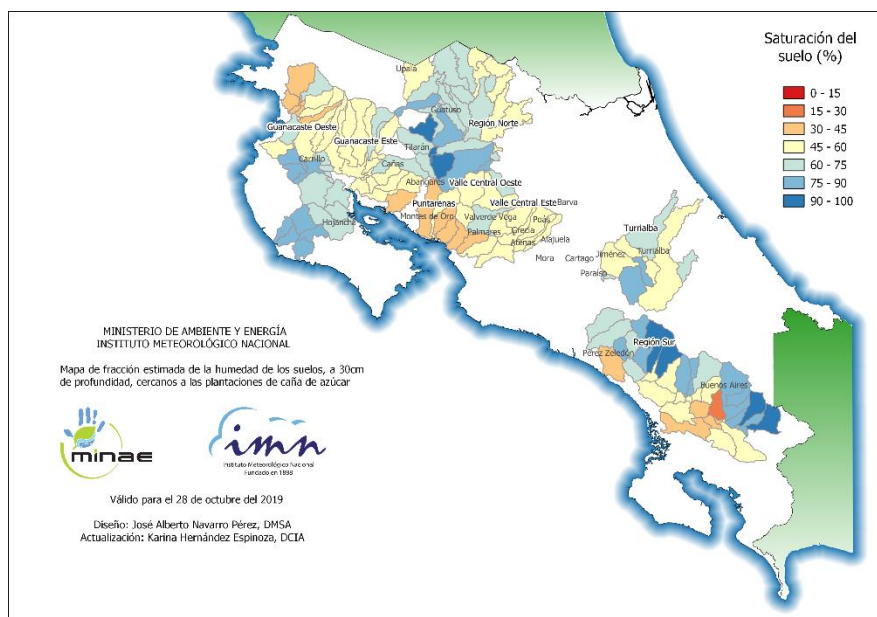 Saturación del
suelo (%)
0 - 15
15 - 30
30 - 45
45 - 60
60 - 75
75 - 90
90 - 100
Upala
Guatuso
Región Norte
Guanacaste Oeste
Guanacaste Este
Tilarán
Carrillo
Cañas
Abangares
Valle Central Oeste
Puntarenas
Valle Central Este
Barva
Hojancha
Montes de Oro
Valverde Vega
Poás
Palmares
Grecia
Atenas
Alajuela
Mora
Cartago
Turrialba
Jiménez
Turrialba
Paraíso
Región Sur
Pérez Zeledón
Buenos Aires
MINISTERIO DE AMBIENTE Y ENERGÍA
INSTITUTO METEOROLÓGICO NACIONAL
Mapa de fracción estimada de la humedad de los suelos, a 30cm
de profundidad, cercanos a las plantaciones de caña de azúcar
minae
imn
Instituto Meteorológico Nacional
Fundado en 1888
Válido para el 28 de octubre del 2019
Diseño: José Alberto Navarro Pérez, DMSA
Actualización: Karina Hernández Espinoza, DCIA